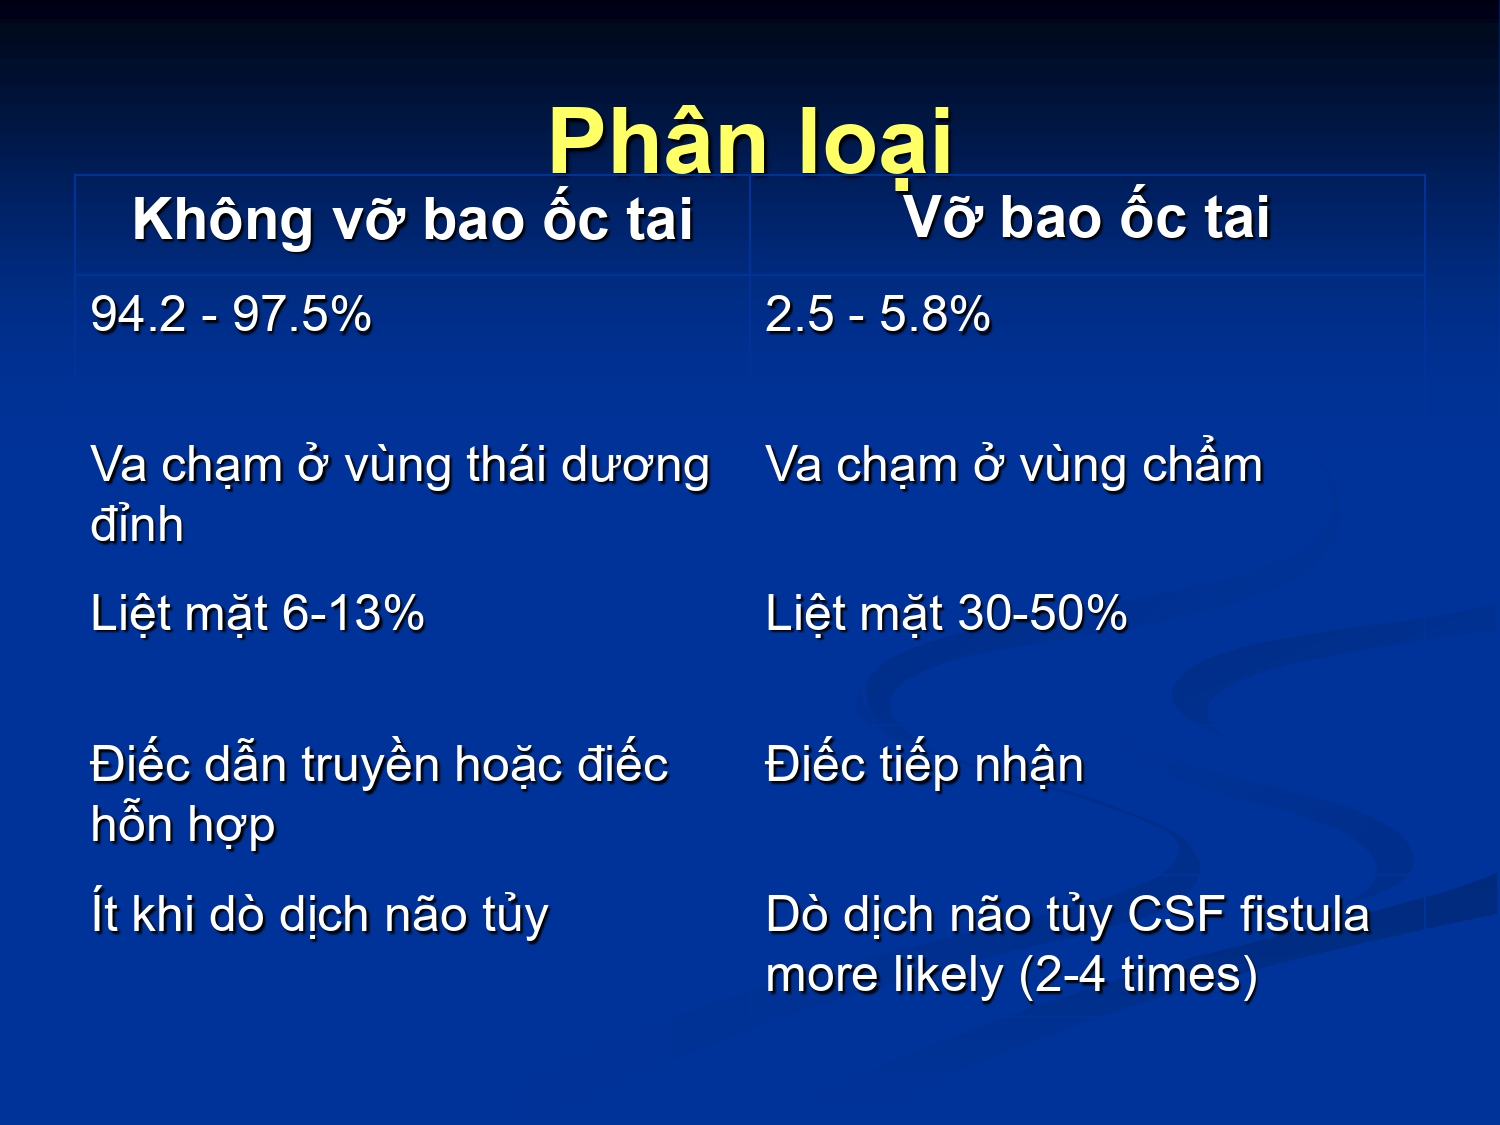 Phân loại
Không vỡ bao ốc tai
Vỡ bao ốc tai
94.2 - 97.5%
2.5 - 5.8%
Va chạm ở vùng thái dương
đỉnh
Va chạm ở vùng chẩm
Liệt mặt 6-13%
Liệt mặt 30-50%
Điếc dẫn truyền hoặc điếc
hỗn hợp
Điếc tiếp nhận
Ít khi dò dịch não tủy
Dò dịch não tủy CSF fistula
more likely (2-4 times)